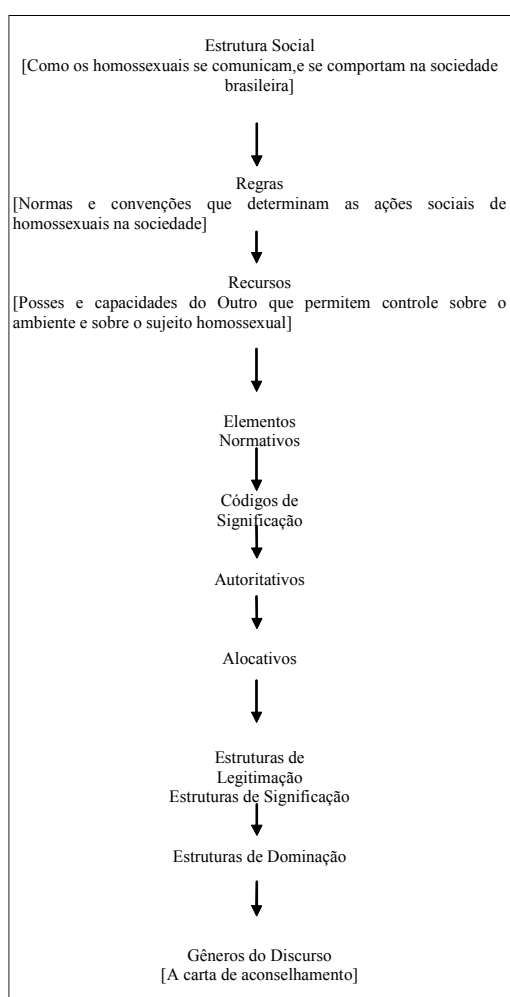 Estrutura Social
[Como os homossexuais se comunicam,e se comportam na sociedade
brasileira]
Regras
[Normas e convenções que determinam as ações sociais de
homossexuais na sociedade]
Recursos
[Posses e capacidades do Outro que permitem controle sobre o
ambiente e sobre o sujeito homossexual]
Elementos
Normativos
Códigos de
Significação
Autoritativos
Alocativos
Estruturas de
Legitimação
Estruturas de Significação
Estruturas de Dominação
Gêneros do Discurso
[A carta de aconselhamento]